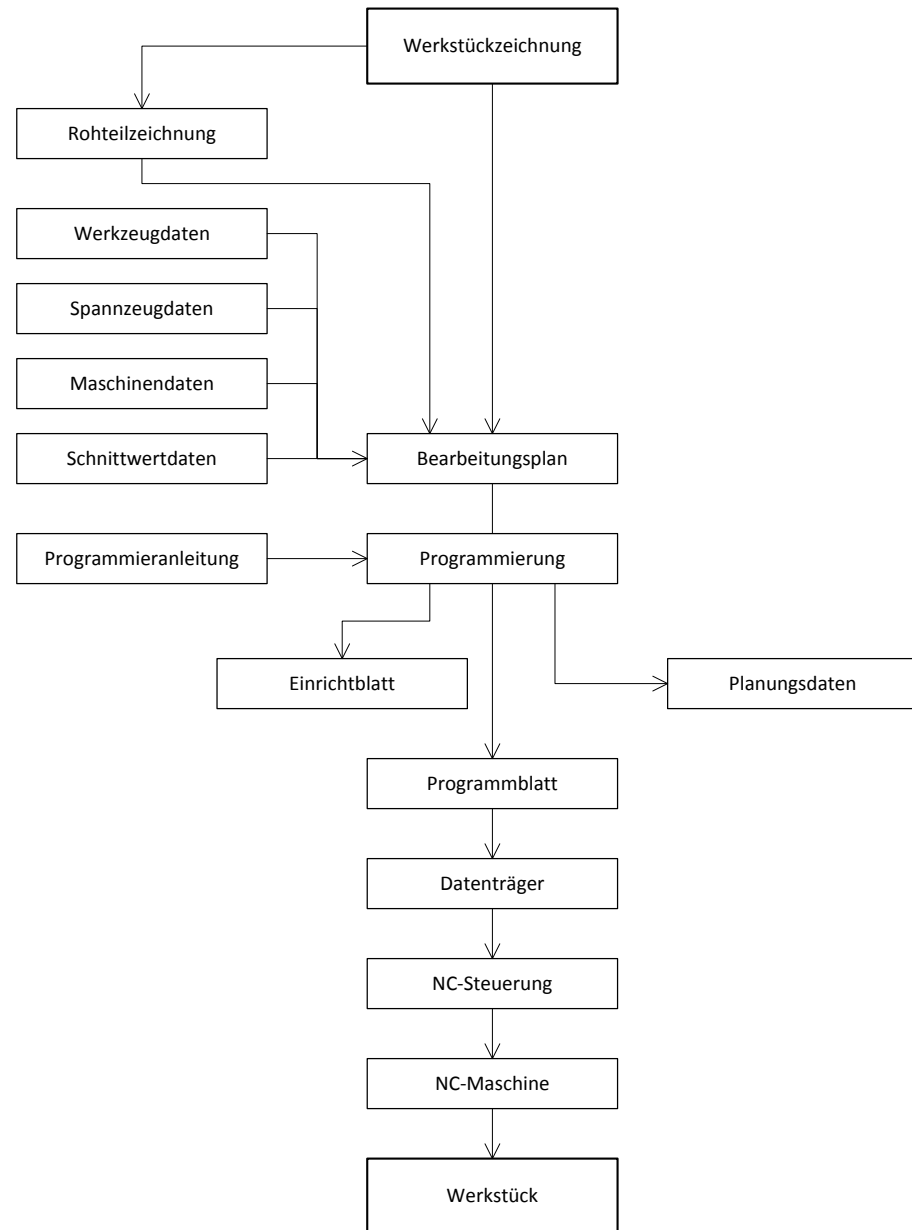 Werkstückzeichnung
Rohteilzeichnung
Werkzeugdaten
Spannzeugdaten
Maschinendaten
Schnittwertdaten
Bearbeitungsplan
Programmieranleitung
Programmierung
Einrichtblatt
Planungsdaten
Programmblatt
Datenträger
NC-Steuerung
NC-Maschine
Werkstück